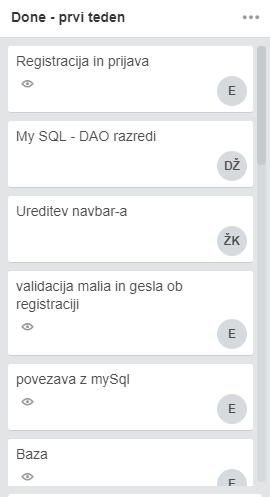 Done - prvi teden
Registracija in prijava
E
My SQL - DAO razredi
DŽ
Ureditev navbar-a
ŽK
validacija malia in gesla ob
registraciji
E
povezava z mySql
E
Baza
E